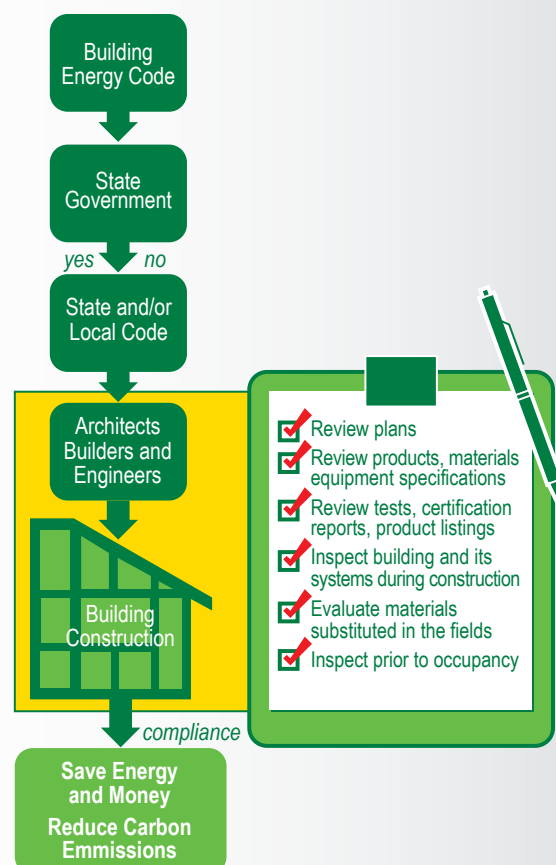 Building
Energy Code
State
Government
yes no
State and/or
Local Code
Architects
Builders and
Engineers
Building
Construction
compliance
Save Energy
and Money
Reduce Carbon
Emmissions
Review plans
Review products, materials
equipment specifications
Review tests, certification
reports, product listings
Inspect building and its
systems during construction
Evaluate materials
substituted in the fields
Inspect prior to occupancy